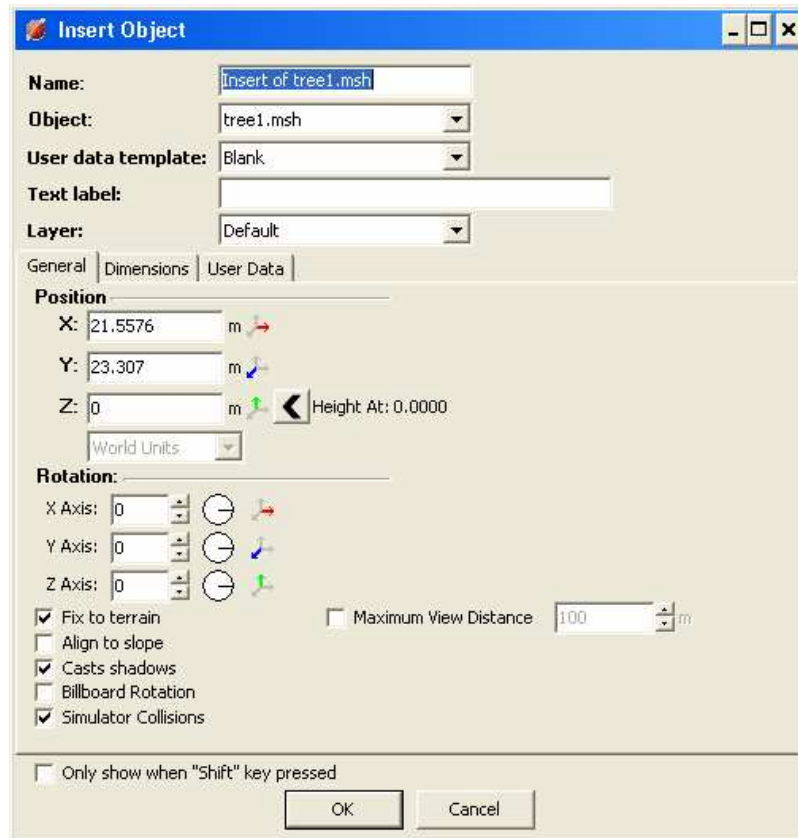 Insert Object
Name: Insert of tree1.msh
Object: tree1.msh
User data template: Blank
Text label:
Layer: Default
General Dimensions User Data
Position
X: 21.5576 m
Y: 23.307 m
Z: 0 m Height At: 0.0000
World Units
Rotation:
X Axis: 0
Y Axis: 0
Z Axis: 0
Fix to terrain Maximum View Distance 100 m
Align to slope
Casts shadows
Billboard Rotation
Simulator Collisions
Only show when "Shift" key pressed
OK Cancel